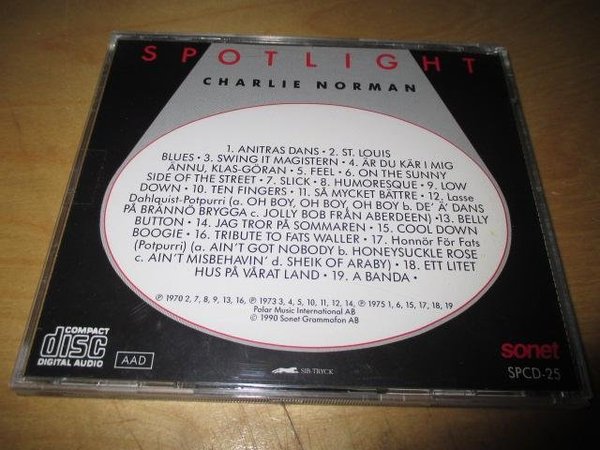 SPOTLIGHT
CHARLIE NORMAN
1. ANITRAS DANS · 2. ST. LOUIS
BLUES · 3. SWING IT MAGISTERN · 4. ÄR DU KÄR I MIG
ÄNNU, KLAS-GÖRAN · 5. FEEL · 6. ON THE SUNNY
SIDE OF THE STREET · 7. SLICK · 8. HUMORESQUE · 9. LOW
DOWN · 10. TEN FINGERS · 11. SÅ MYCKET BÄTTRE · 12. Lasse
Dahlquist-Potpurri (a. OH BOY, OH BOY, OH BOY b. DE' Ä' DANS
PÅ BRÄNNÖ BRYGGA c. JOLLY BOB FRÅN ABERDEEN) · 13. BELLY
BUTTON · 14. JAG TROR PÅ SOMMAREN · 15. COOL DOWN
BOOGIE · 16. TRIBUTE TO FATS WALLER · 17. Honnör För Fats
(Potpurri) (a. AIN'T GOT NOBODY b. HONEYSUCKLE ROSE
c. AIN'T MISBEHAVIN' d. SHEIK OF ARABY) · 18. ETT LITET
HUS PÅ VÅRAT LAND · 19. A BANDA ·
℗ 1970 2, 7, 8, 9, 13, 16, ℗ 1973 3, 4, 5, 10, 11, 12, 14, ℗ 1975 1, 6, 15, 17, 18, 19
Polar Music International AB
© 1990 Sonet Grammofon AB
COMPACT
disc
DIGITAL AUDIO
AAD
SIB-TRYCK
sonet
SPCD-25